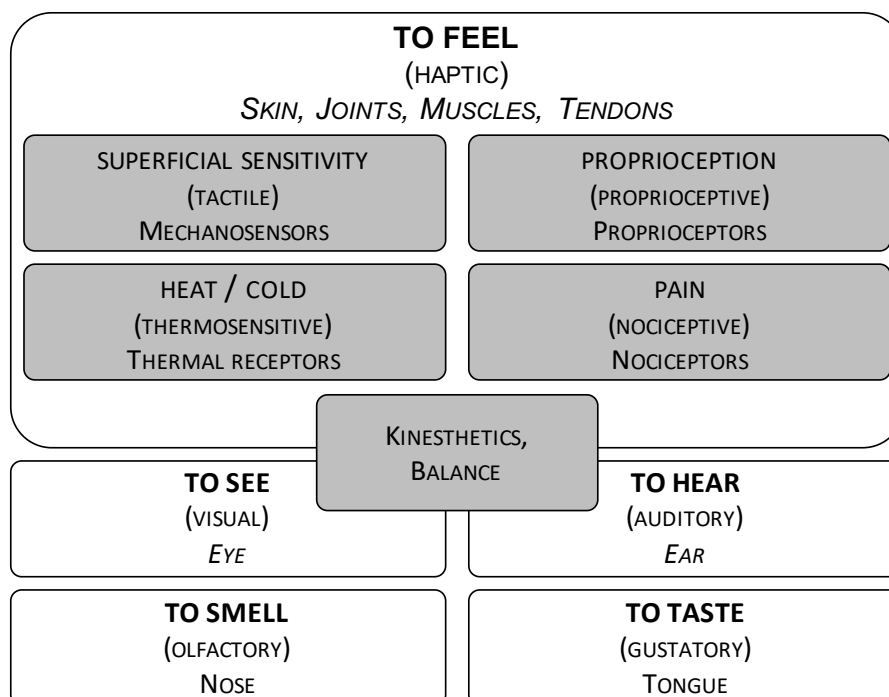 TO FEEL
(HAPTIC)
SKIN, JOINTS, MUSCLES, TENDONS
SUPERFICIAL SENSITIVITY
(TACTILE)
MECHANOSENSORS
PROPRIOCEPTION
(PROPRIOCEPTIVE)
PROPRIOCEPTORS
HEAT / COLD
(THERMOSENSITIVE)
THERMAL RECEPTORS
PAIN
(NOCICEPTIVE)
NOCICEPTORS
KINESTHETICS,
BALANCE
TO SEE
(VISUAL)
EYE
TO HEAR
(AUDITORY)
EAR
TO SMELL
(OLFACTORY)
NOSE
TO TASTE
(GUSTATORY)
TONGUE